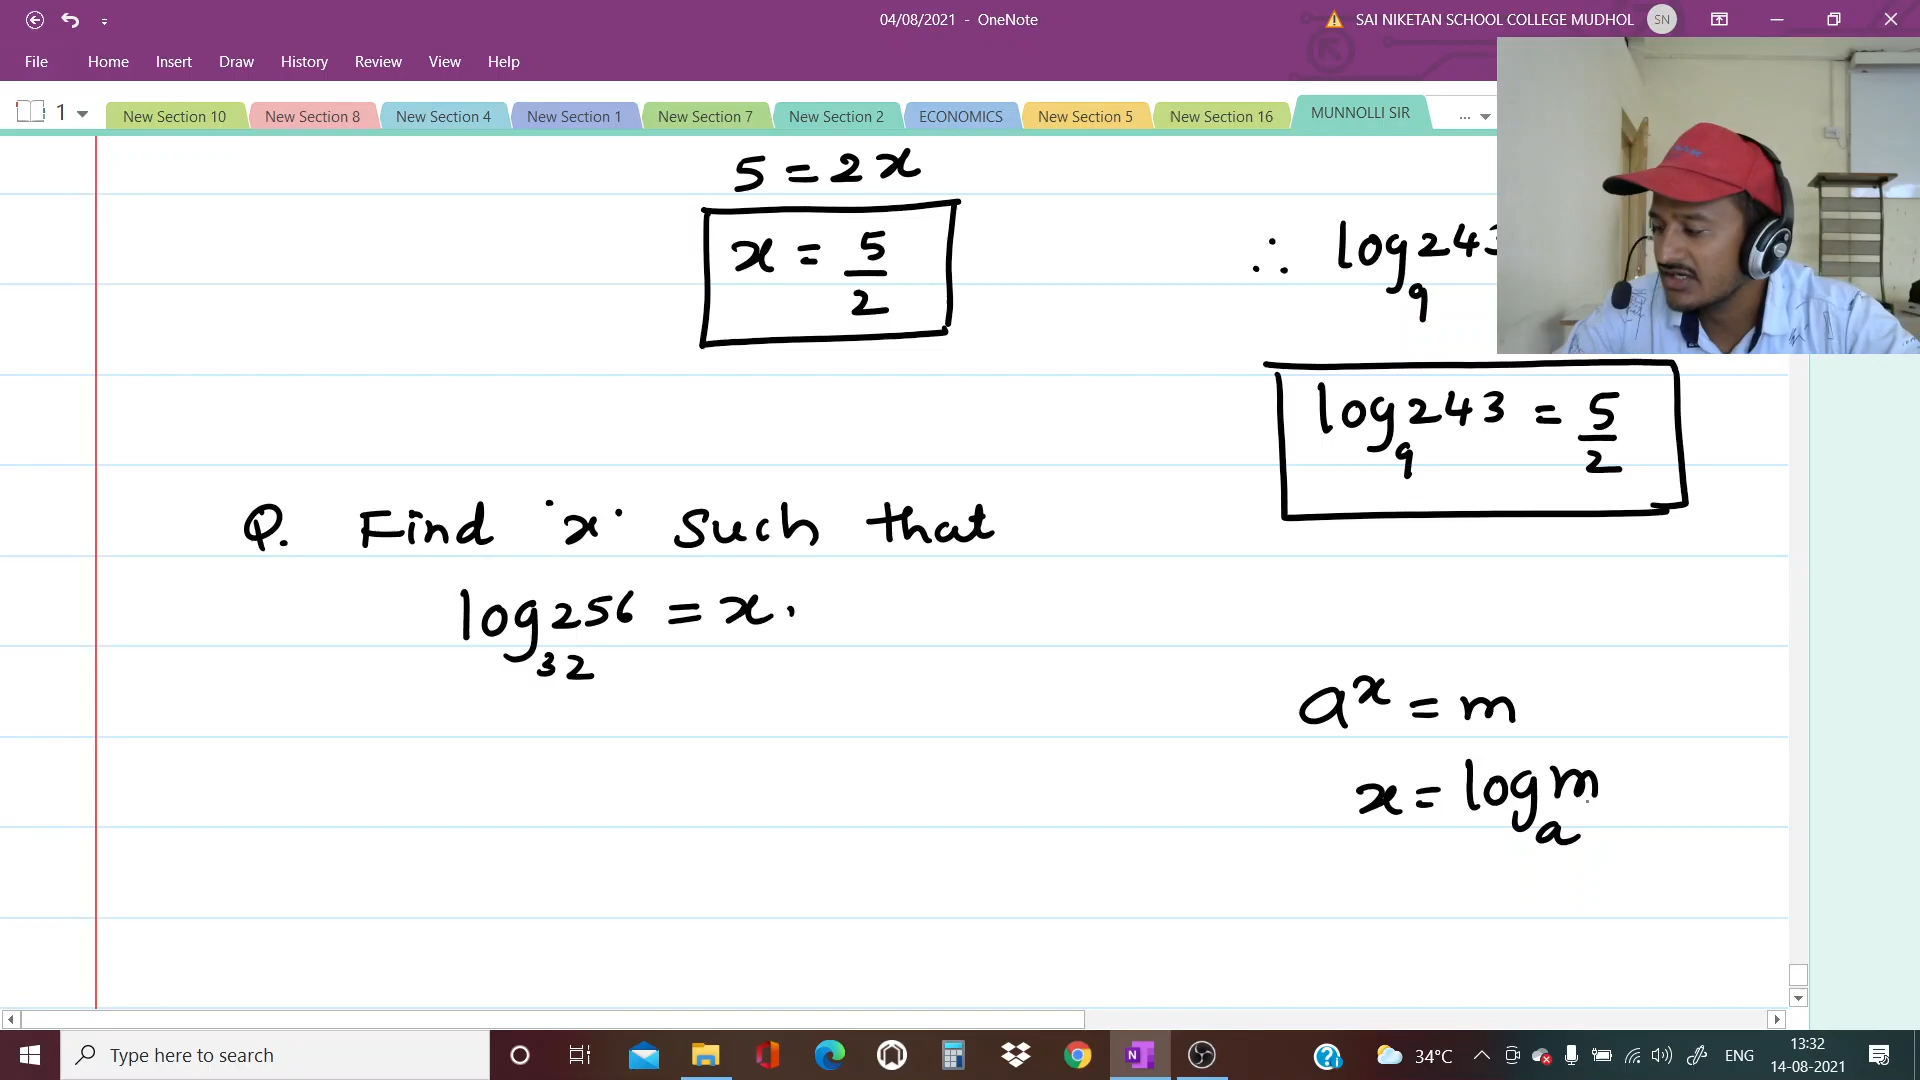 04/08/2021 - OneNote
SAI NIKETAN SCHOOL COLLEGE MUDHOL SN
File Home Insert Draw History Review View Help
1 New Section 10 New Section 8 New Section 4 New Section 1 New Section 7 New Section 2 ECONOMICS New Section 5 New Section 16 MUNNOLLI SIR ...
5 = 2x
x = 5/2
∴ log₉ 243
log₉ 243 = 5/2
Q. Find 'x' such that
log₃₂ 256 = x.
aˣ = m
x = logₐ m
Type here to search
34°C
ENG
13:32
14-08-2021